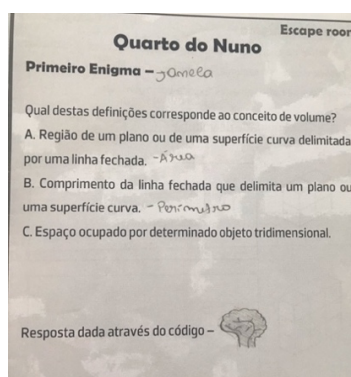 Escape roor
Quarto do Nuno
Primeiro Enigma – Janela
Qual destas definições corresponde ao conceito de volume?
A. Região de um plano ou de uma superfície curva delimitada
por uma linha fechada. - Área
B. Comprimento da linha fechada que delimita um plano ou
uma superfície curva. - Perímetro
C. Espaço ocupado por determinado objeto tridimensional.
Resposta dada através do código –